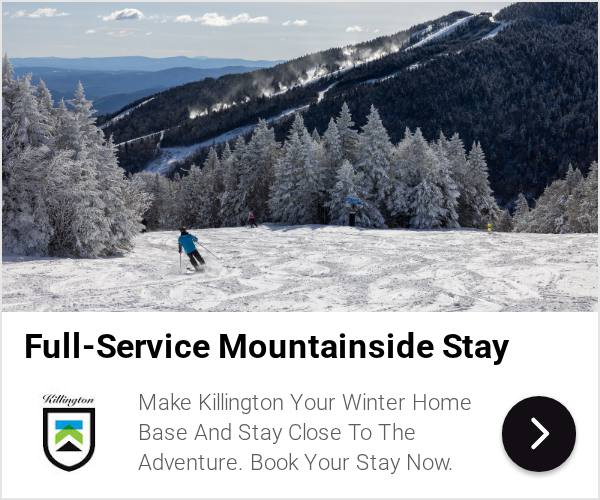 Full-Service Mountainside Stay
Killington
Make Killington Your Winter Home
Base And Stay Close To The
Adventure. Book Your Stay Now.